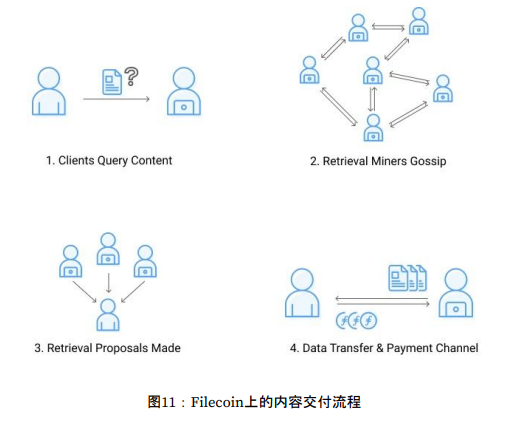 ?
1. Clients Query Content
2. Retrieval Miners Gossip
3. Retrieval Proposals Made
4. Data Transfer & Payment Channel
图11：Filecoin上的内容交付流程